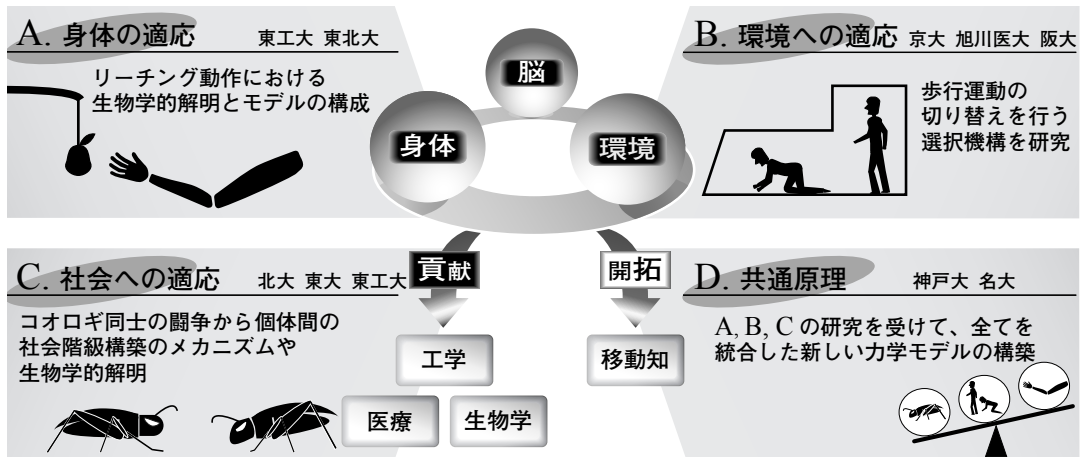 A. 身体の適応 東工大 東北大
リーチング動作における
生物学的解明とモデルの構成
脳
身体
環境
B. 環境への適応 京大 旭川医大 阪大
歩行運動の
切り替えを行う
選択機構を研究
C. 社会への適応 北大 東大 東工大
コオロギ同士の闘争から個体間の
社会階級構築のメカニズムや
生物学的解明
貢献
開拓
工学
移動知
医療
生物学
D. 共通原理 神戸大 名大
A, B, C の研究を受けて、全てを
統合した新しい力学モデルの構築